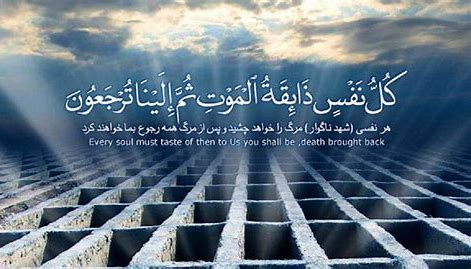 كُلُّ نَفْسٍ ذَائِقَةُ الْمَوْتِ ثُمَّ إِلَيْنَا تُرْجَعُونَ
هر نفسی (شهد ناگوار) مرگ را خواهد چشید و پس از مرگ همه رجوع بما خواهند کرد
Every soul must taste of then to Us you shall be ,death brought back